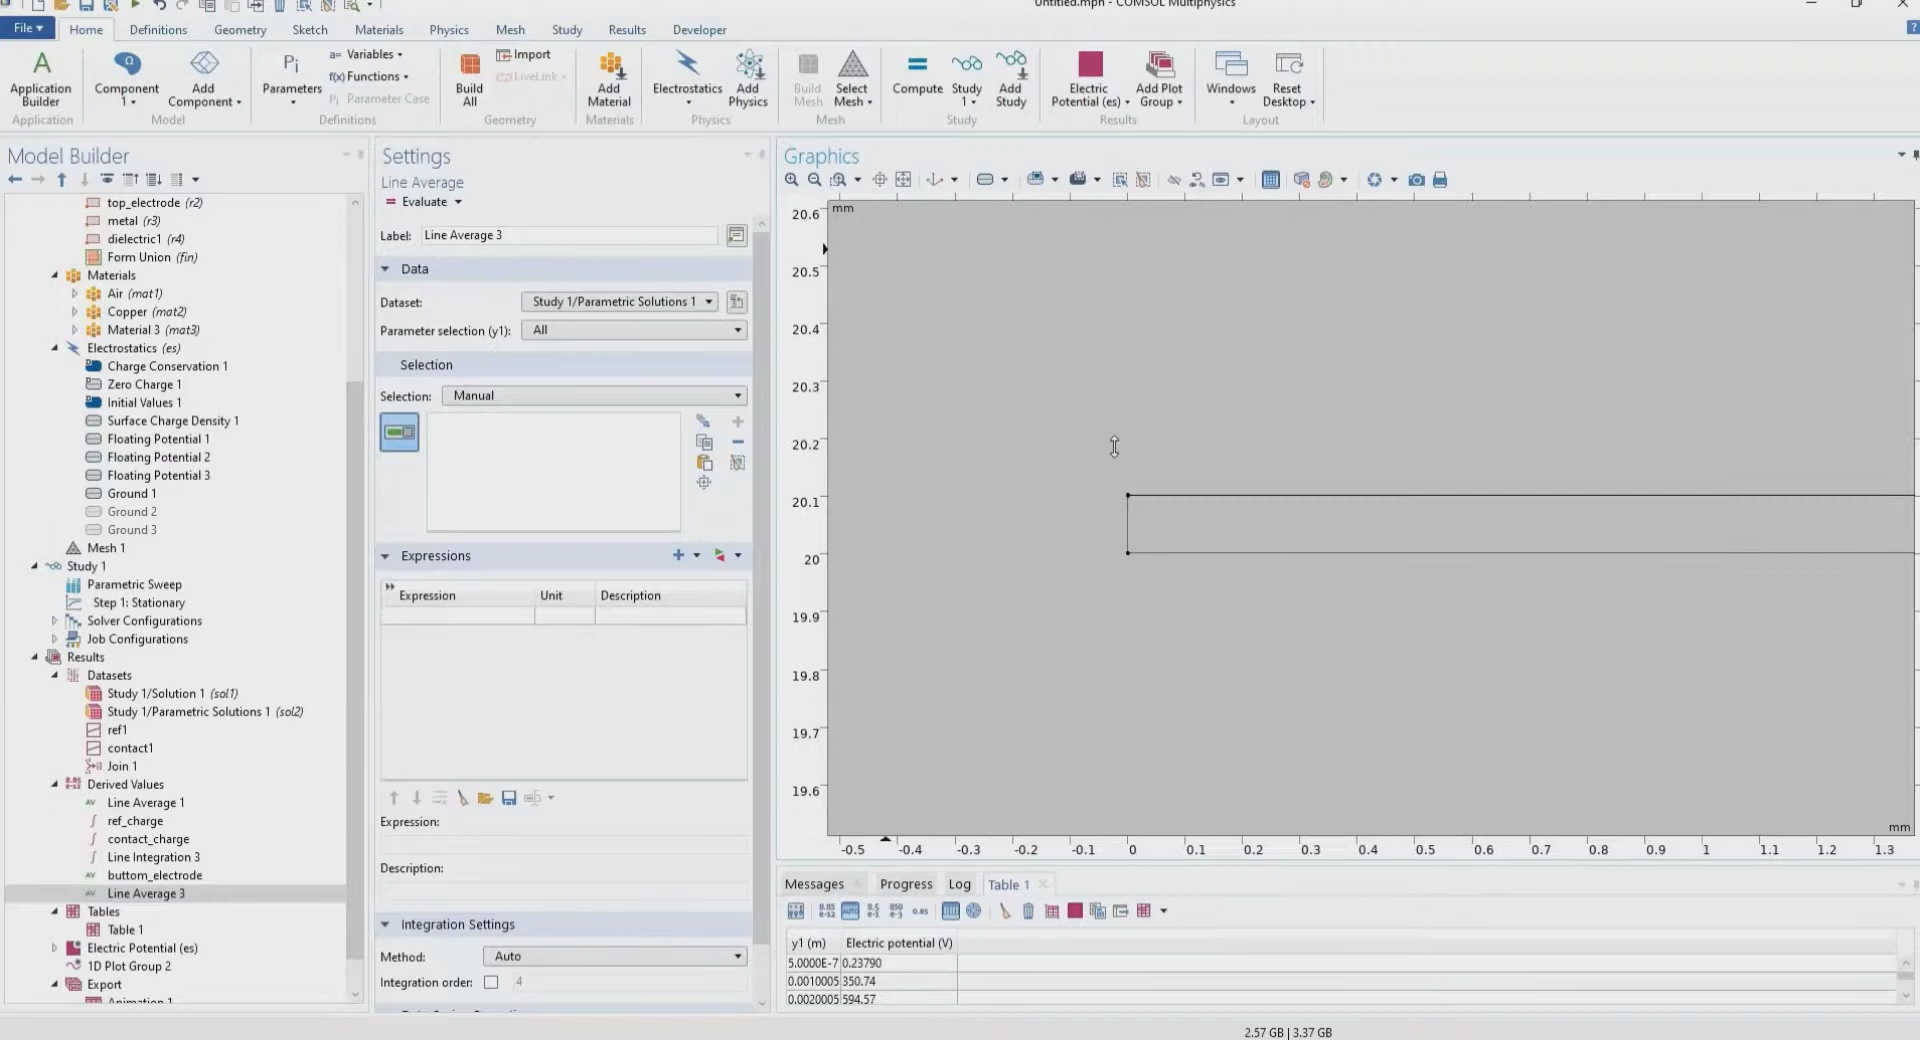 Untitled.mph - COMSOL Multiphysics
File Home Definitions Geometry Sketch Materials Physics Mesh Study Results Developer
Application Builder
Component 1
Add Component
Parameters
a= Variables
f(x) Functions
Pi Parameter Case
Build All
Import
LiveLink
Add Material
Electrostatics
Add Physics
Build Mesh
Select Mesh
Compute
Study 1
Add Study
Electric Potential (es)
Add Plot Group
Windows
Reset Desktop
Application Model Definitions Geometry Materials Physics Mesh Study Results Layout
Model Builder
top_electrode (r2)
metal (r3)
dielectric1 (r4)
Form Union (fin)
Materials
Air (mat1)
Copper (mat2)
Material 3 (mat3)
Electrostatics (es)
Charge Conservation 1
Zero Charge 1
Initial Values 1
Surface Charge Density 1
Floating Potential 1
Floating Potential 2
Floating Potential 3
Ground 1
Ground 2
Ground 3
Mesh 1
Study 1
Parametric Sweep
Step 1: Stationary
Solver Configurations
Job Configurations
Results
Datasets
Study 1/Solution 1 (sol1)
Study 1/Parametric Solutions 1 (sol2)
ref1
contact1
Join 1
Derived Values
Line Average 1
ref_charge
contact_charge
Line Integration 3
buttom_electrode
Line Average 3
Tables
Table 1
Electric Potential (es)
1D Plot Group 2
Export
Animation 1
Settings
Line Average
= Evaluate
Label: Line Average 3
Data
Dataset: Study 1/Parametric Solutions 1
Parameter selection (y1): All
Selection
Selection: Manual
Expressions
Expression Unit Description
Expression:
Description:
Integration Settings
Method: Auto
Integration order: 4
Graphics
mm
20.6
20.5
20.4
20.3
20.2
20.1
20
19.9
19.8
19.7
19.6
mm
-0.5 -0.4 -0.3 -0.2 -0.1 0 0.1 0.2 0.3 0.4 0.5 0.6 0.7 0.8 0.9 1 1.1 1.2 1.3
Messages Progress Log Table 1
y1 (m) Electric potential (V)
5.0000E-7 0.23790
0.0010005 350.74
0.0020005 594.57
2.57 GB | 3.37 GB